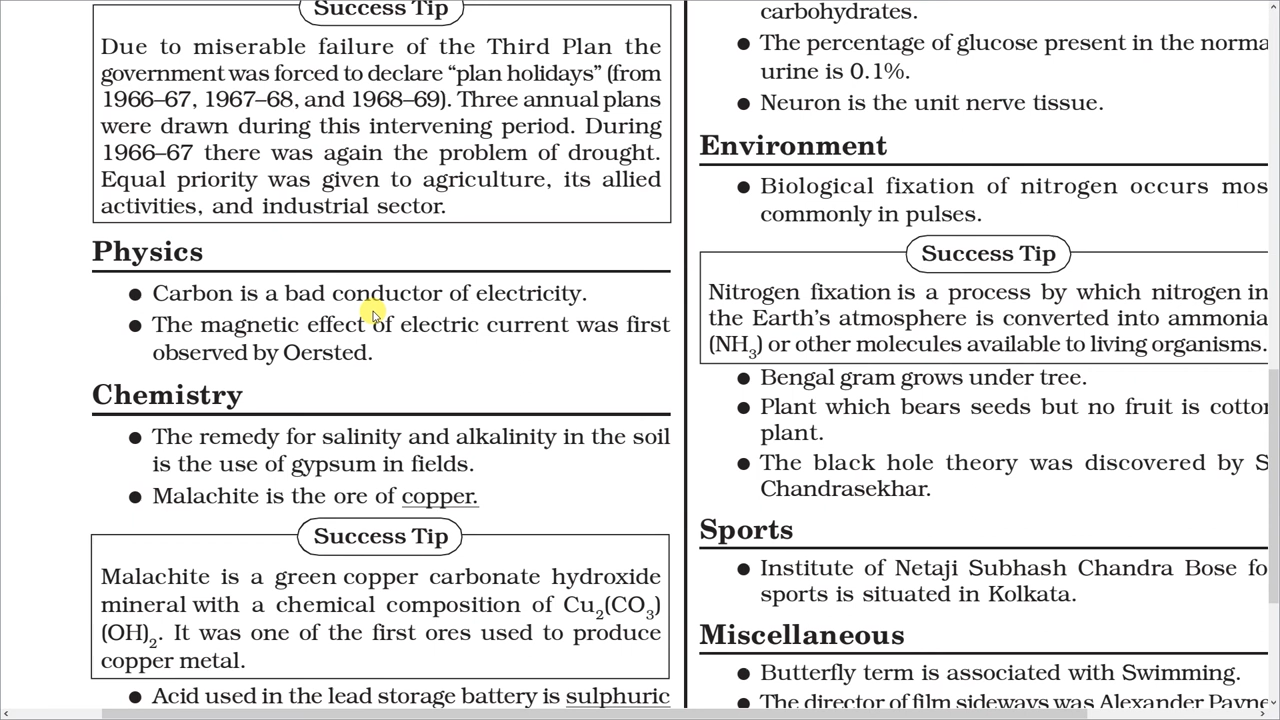 Success Tip
Due to miserable failure of the Third Plan the
government was forced to declare “plan holidays” (from
1966–67, 1967–68, and 1968–69). Three annual plans
were drawn during this intervening period. During
1966–67 there was again the problem of drought.
Equal priority was given to agriculture, its allied
activities, and industrial sector.
Physics
● Carbon is a bad conductor of electricity.
● The magnetic effect of electric current was first
observed by Oersted.
Chemistry
● The remedy for salinity and alkalinity in the soil
is the use of gypsum in fields.
● Malachite is the ore of copper.
Success Tip
Malachite is a green copper carbonate hydroxide
mineral with a chemical composition of Cu₂(CO₃)
(OH)₂. It was one of the first ores used to produce
copper metal.
● Acid used in the lead storage battery is sulphuric
carbohydrates.
● The percentage of glucose present in the norma
urine is 0.1%.
● Neuron is the unit nerve tissue.
Environment
● Biological fixation of nitrogen occurs mos
commonly in pulses.
Success Tip
Nitrogen fixation is a process by which nitrogen in
the Earth’s atmosphere is converted into ammonia
(NH₃) or other molecules available to living organisms.
● Bengal gram grows under tree.
● Plant which bears seeds but no fruit is cotto
plant.
● The black hole theory was discovered by S
Chandrasekhar.
Sports
● Institute of Netaji Subhash Chandra Bose fo
sports is situated in Kolkata.
Miscellaneous
● Butterfly term is associated with Swimming.
● The director of film sideways was Alexander Payne